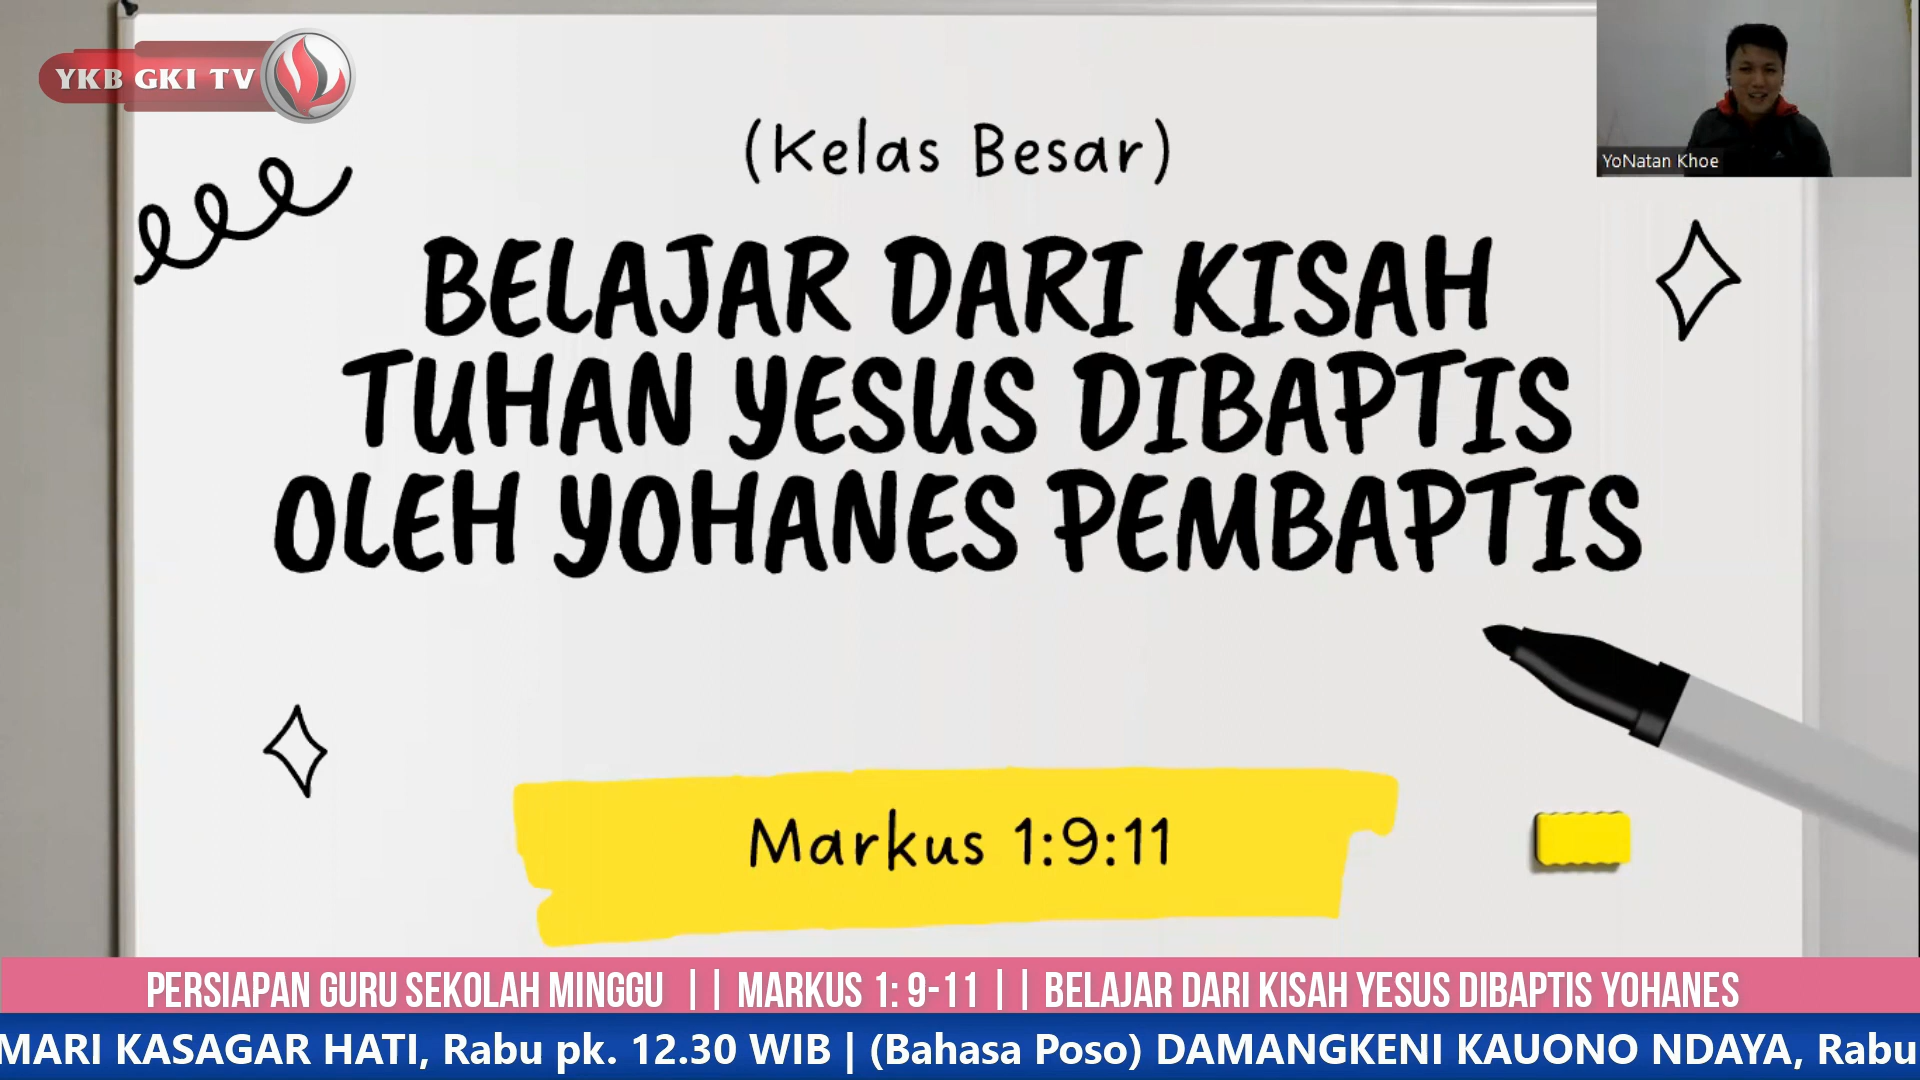 YKB GKI TV
(Kelas Besar)
YoNatan Khoe
BELAJAR DARI KISAH
TUHAN YESUS DIBAPTIS
OLEH YOHANES PEMBAPTIS
Markus 1:9:11
PERSIAPAN GURU SEKOLAH MINGGU || MARKUS 1: 9-11 || BELAJAR DARI KISAH YESUS DIBAPTIS YOHANES
MARI KASAGAR HATI, Rabu pk. 12.30 WIB | (Bahasa Poso) DAMANGKENI KAUONO NDAYA, Rabu